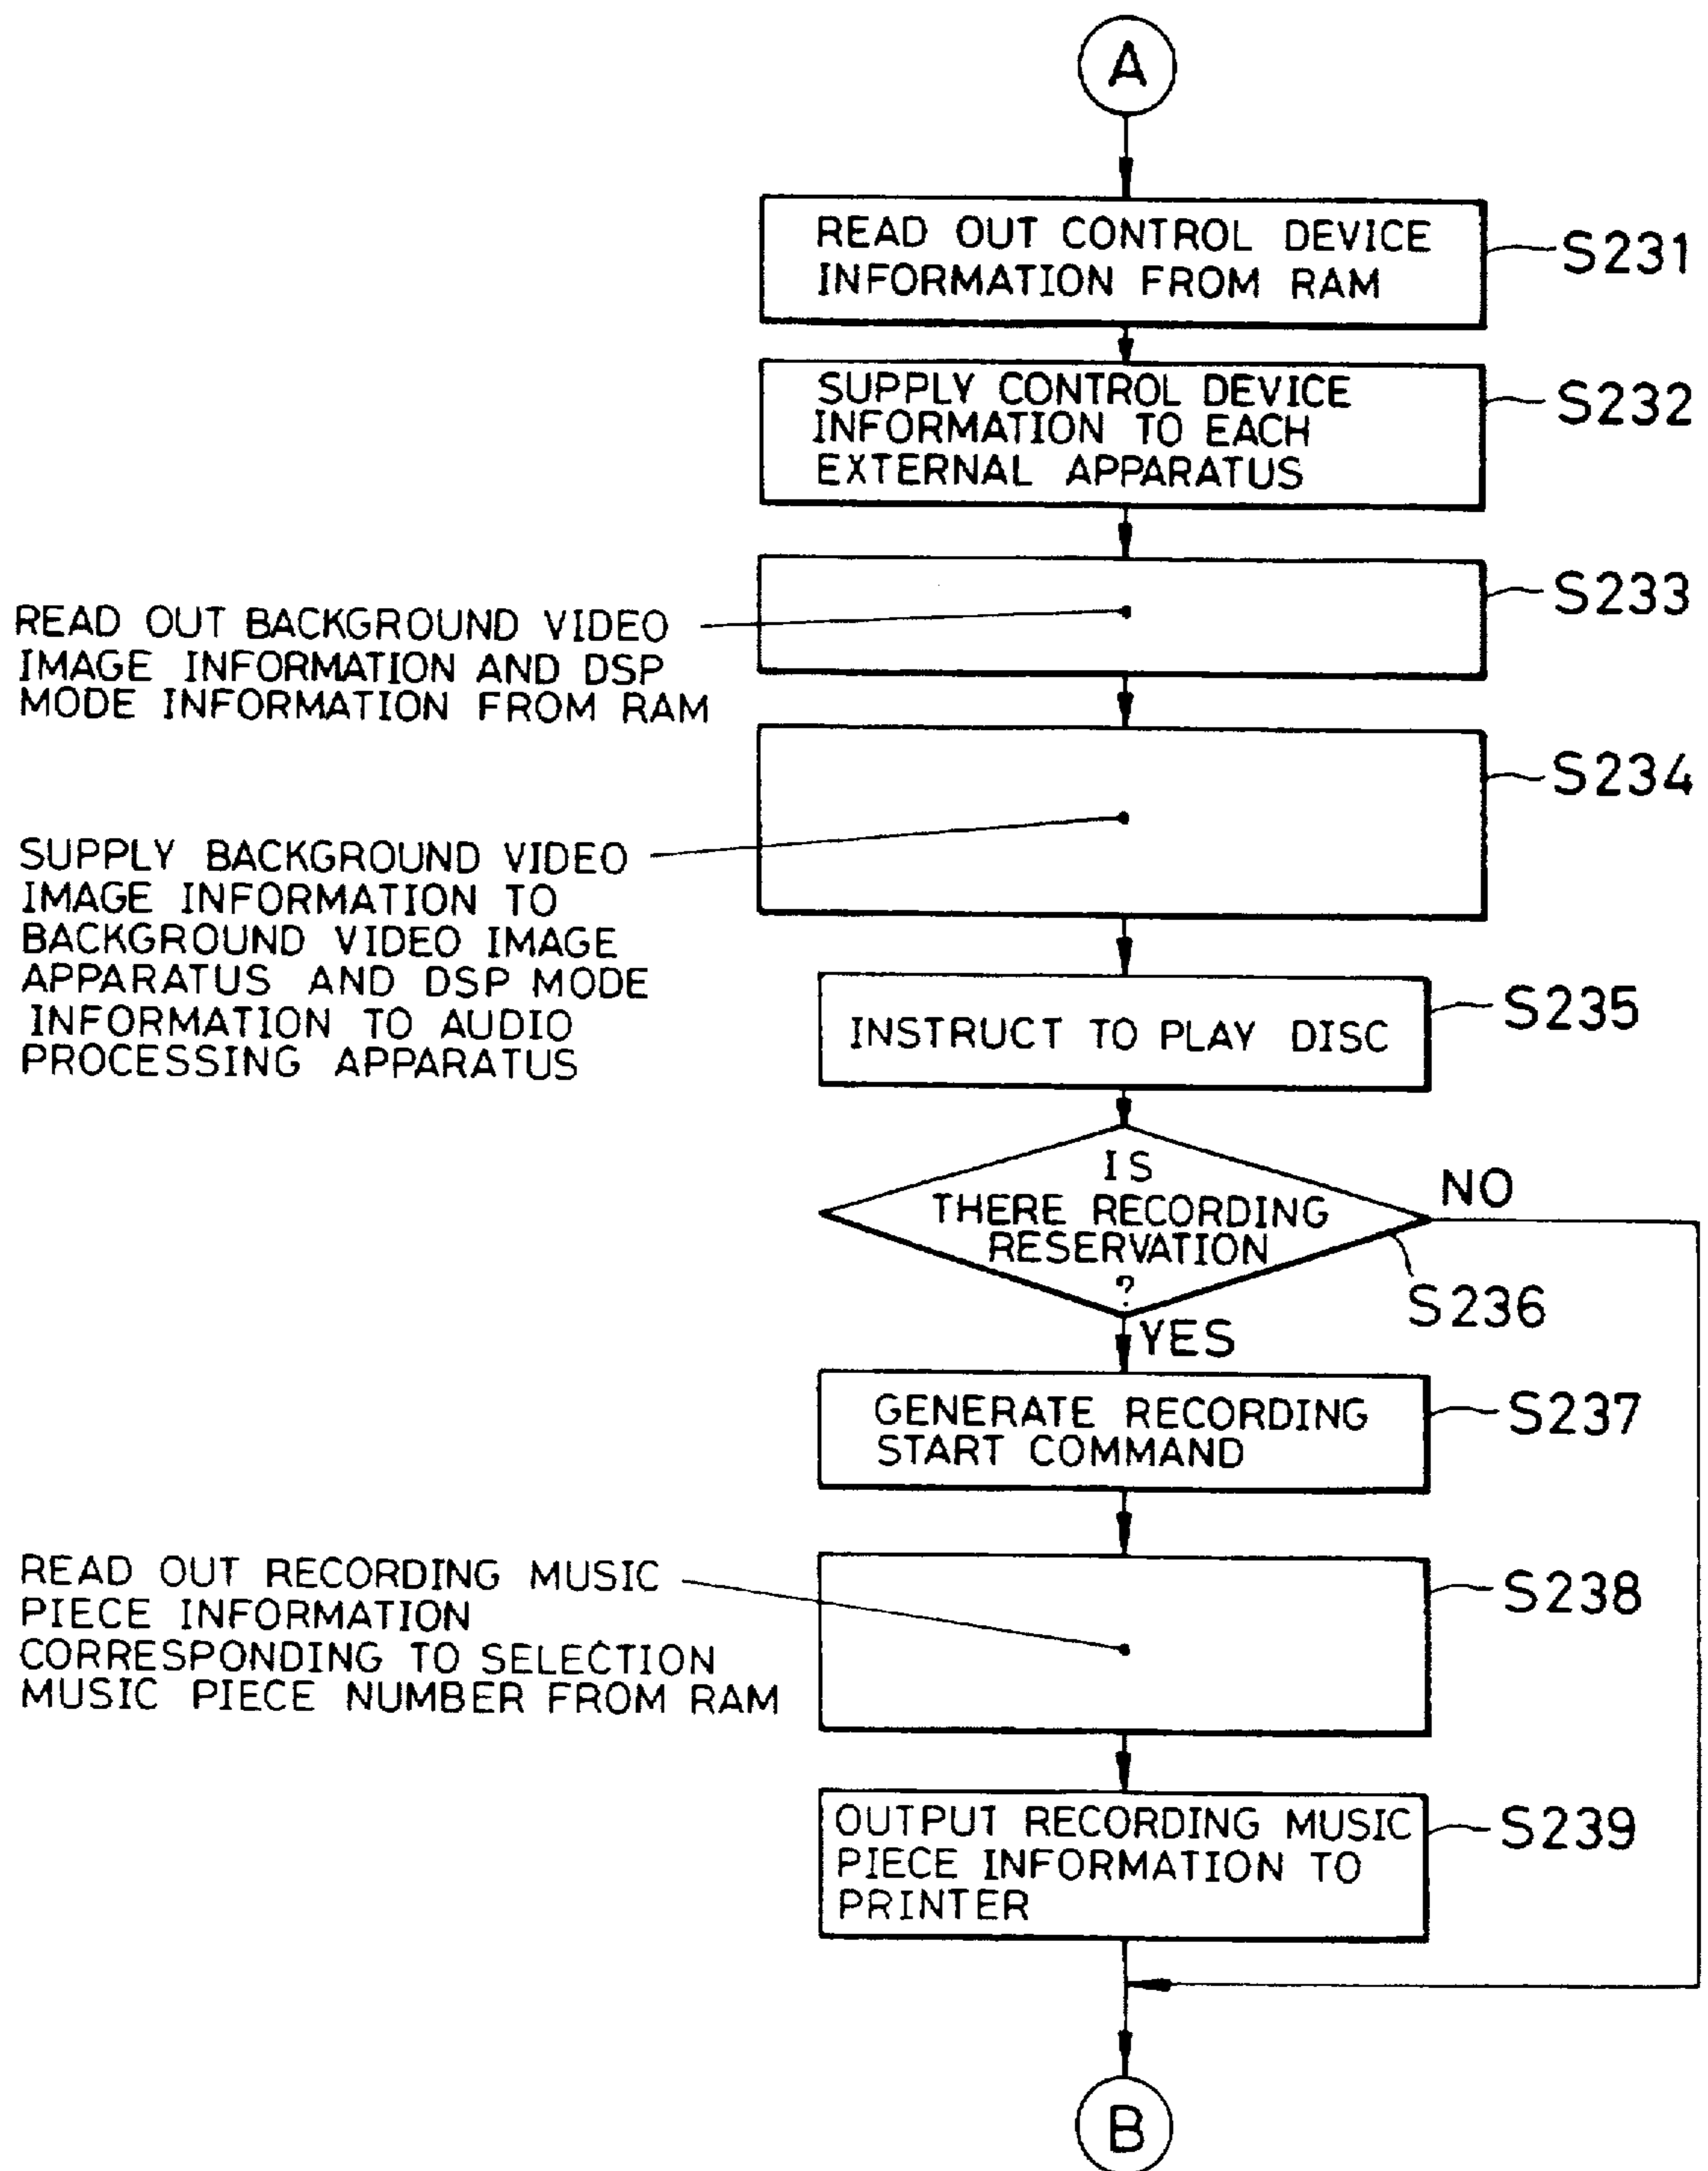 A
READ OUT CONTROL DEVICE
INFORMATION FROM RAM
S231
SUPPLY CONTROL DEVICE
INFORMATION TO EACH
EXTERNAL APPARATUS
S232
S233
READ OUT BACKGROUND VIDEO
IMAGE INFORMATION AND DSP
MODE INFORMATION FROM RAM
S234
SUPPLY BACKGROUND VIDEO
IMAGE INFORMATION TO
BACKGROUND VIDEO IMAGE
APPARATUS AND DSP MODE
INFORMATION TO AUDIO
PROCESSING APPARATUS
INSTRUCT TO PLAY DISC
S235
IS
THERE RECORDING
RESERVATION
?
NO
S236
YES
GENERATE RECORDING
START COMMAND
S237
READ OUT RECORDING MUSIC
PIECE INFORMATION
CORRESPONDING TO SELECTION
MUSIC PIECE NUMBER FROM RAM
S238
OUTPUT RECORDING MUSIC
PIECE INFORMATION TO
PRINTER
S239
B